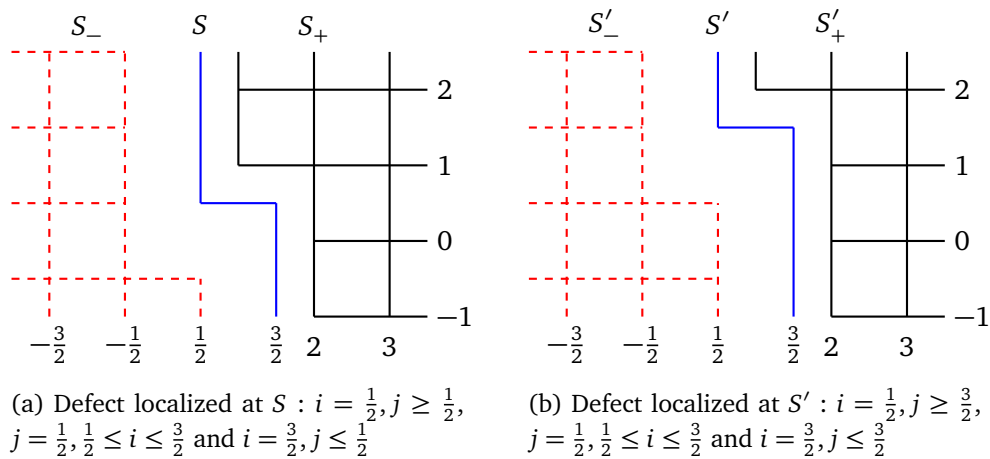 S₋ S S₊
2
1
0
−1
−3/2 −1/2 1/2 3/2 2 3
(a) Defect localized at S : i = 1/2, j ≥ 1/2,
j = 1/2, 1/2 ≤ i ≤ 3/2 and i = 3/2, j ≤ 1/2
S′₋ S′ S′₊
2
1
0
−1
−3/2 −1/2 1/2 3/2 2 3
(b) Defect localized at S′ : i = 1/2, j ≥ 3/2,
j = 1/2, 1/2 ≤ i ≤ 3/2 and i = 3/2, j ≤ 3/2